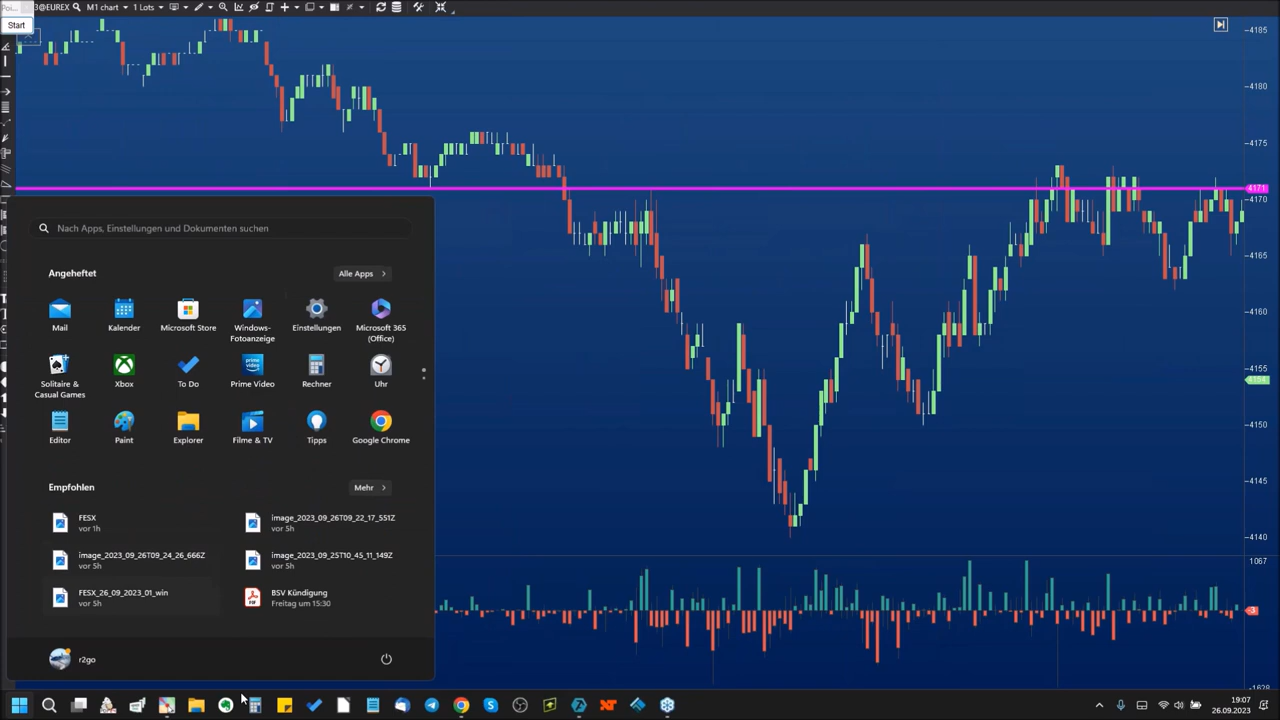 @EUREX M1 chart 1 Lots
Start
4185
4180
4175
4171
4170
4165
4160
4155
4154
4150
4145
4140
1067
-3
-1628
Nach Apps, Einstellungen und Dokumenten suchen
Angeheftet Alle Apps >
Mail Kalender Microsoft Store Windows- Einstellungen Microsoft 365
Fotoanzeige (Office)
Solitaire & Xbox To Do Prime Video Rechner Uhr
Casual Games
Editor Paint Explorer Filme & TV Tipps Google Chrome
Empfohlen Mehr >
FESX image_2023_09_26T09_22_17_551Z
vor 1h vor 5h
image_2023_09_26T09_24_26_666Z image_2023_09_25T10_45_11_149Z
vor 5h vor 5h
FESX_26_09_2023_01_win BSV Kündigung
vor 5h Freitag um 15:30
r2go
19:07
26.09.2023